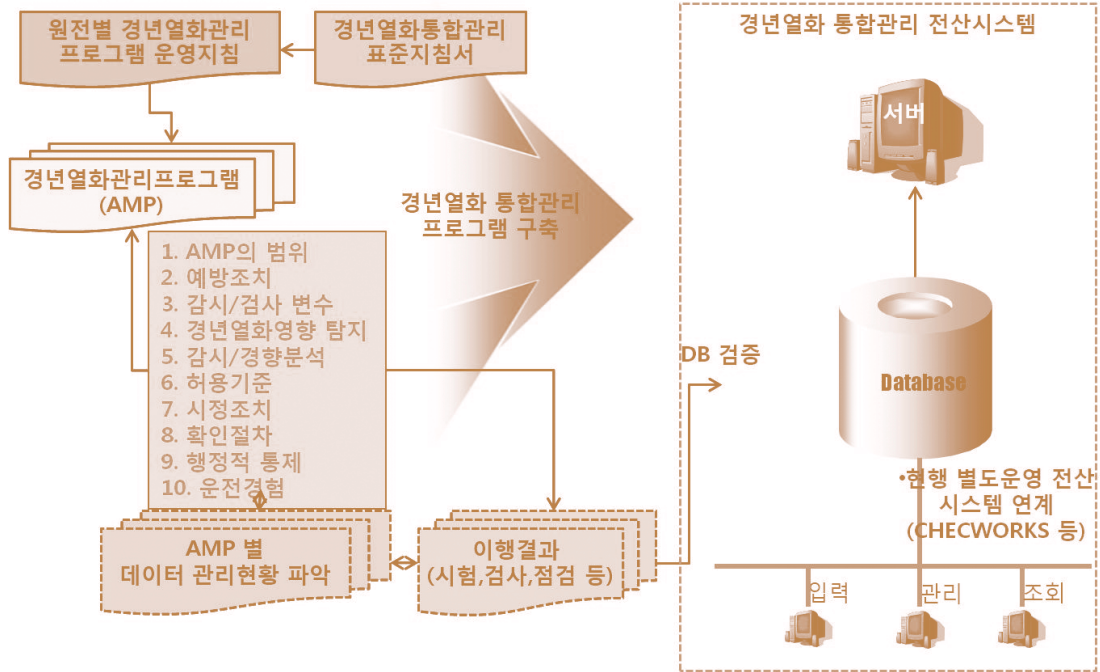 원전별 경년열화관리
프로그램 운영지침
경년열화통합관리
표준지침서
경년열화관리프로그램
(AMP)
1. AMP의 범위
2. 예방조치
3. 감시/검사 변수
4. 경년열화영향 탐지
5. 감시/경향분석
6. 허용기준
7. 시정조치
8. 확인절차
9. 행정적 통제
10. 운전경험
AMP 별
데이터 관리현황 파악
이행결과
(시험,검사,점검 등)
경년열화 통합관리
프로그램 구축
DB 검증
경년열화 통합관리 전산시스템
서버
Database
•현행 별도운영 전산
시스템 연계
(CHECWORKS 등)
입력
관리
조회